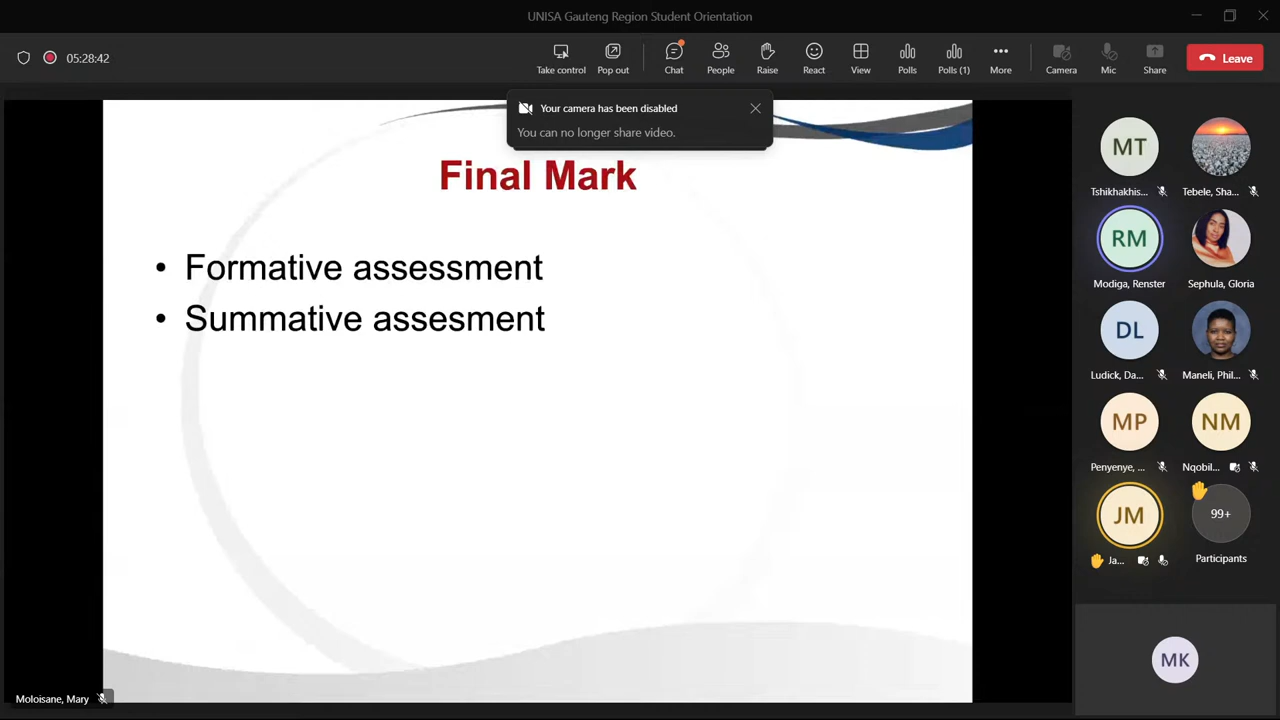 UNISA Gauteng Region Student Orientation
05:28:42
Take control
Pop out
Chat
People
Raise
React
View
Polls
Polls (1)
More
Camera
Mic
Share
Leave
Your camera has been disabled
You can no longer share video.
Final Mark
• Formative assessment
• Summative assesment
MT
Tshikhakhis...
Tebele, Sha...
RM
Modiga, Renster
Sephula, Gloria
DL
Ludick, Da...
Maneli, Phil...
MP
Penyenye, ...
NM
Nqobil...
JM
Ja...
99+
Participants
MK
Moloisane, Mary